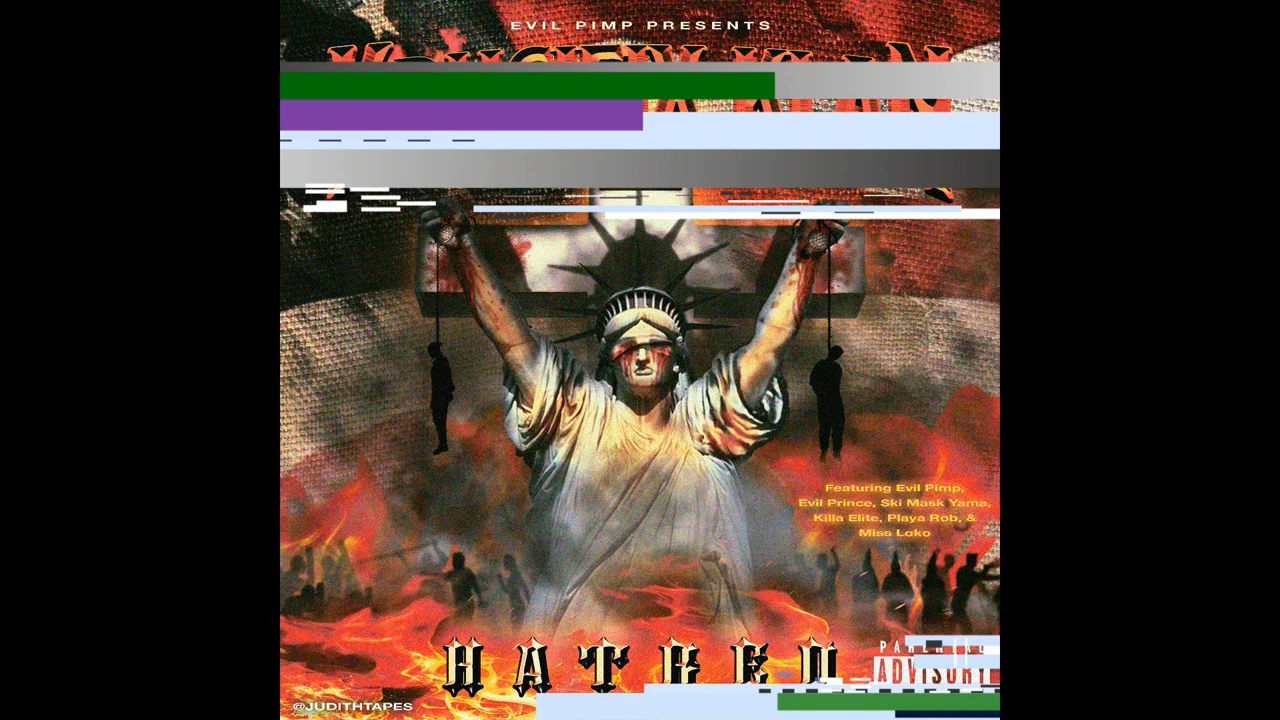 EVIL PIMP PRESENTS
Featuring Evil Pimp,
Evil Prince, Ski Mask Yama,
Killa Elite, Playa Rob, &
Miss Loko
HATRED
ADVISORY
@JUDITHTAPES